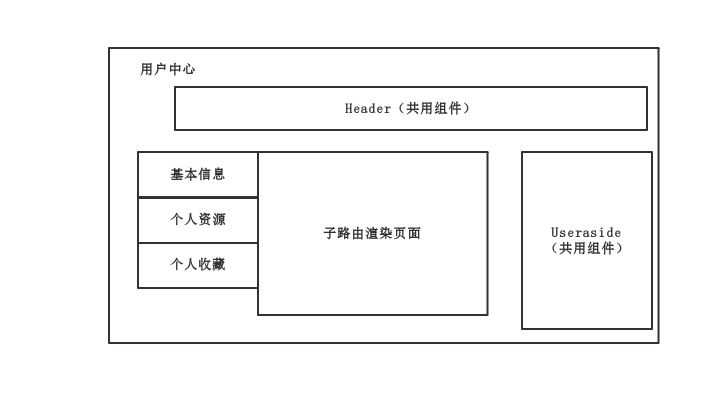 用户中心
Header（共用组件）
基本信息
个人资源
个人收藏
子路由渲染页面
Useraside
（共用组件）